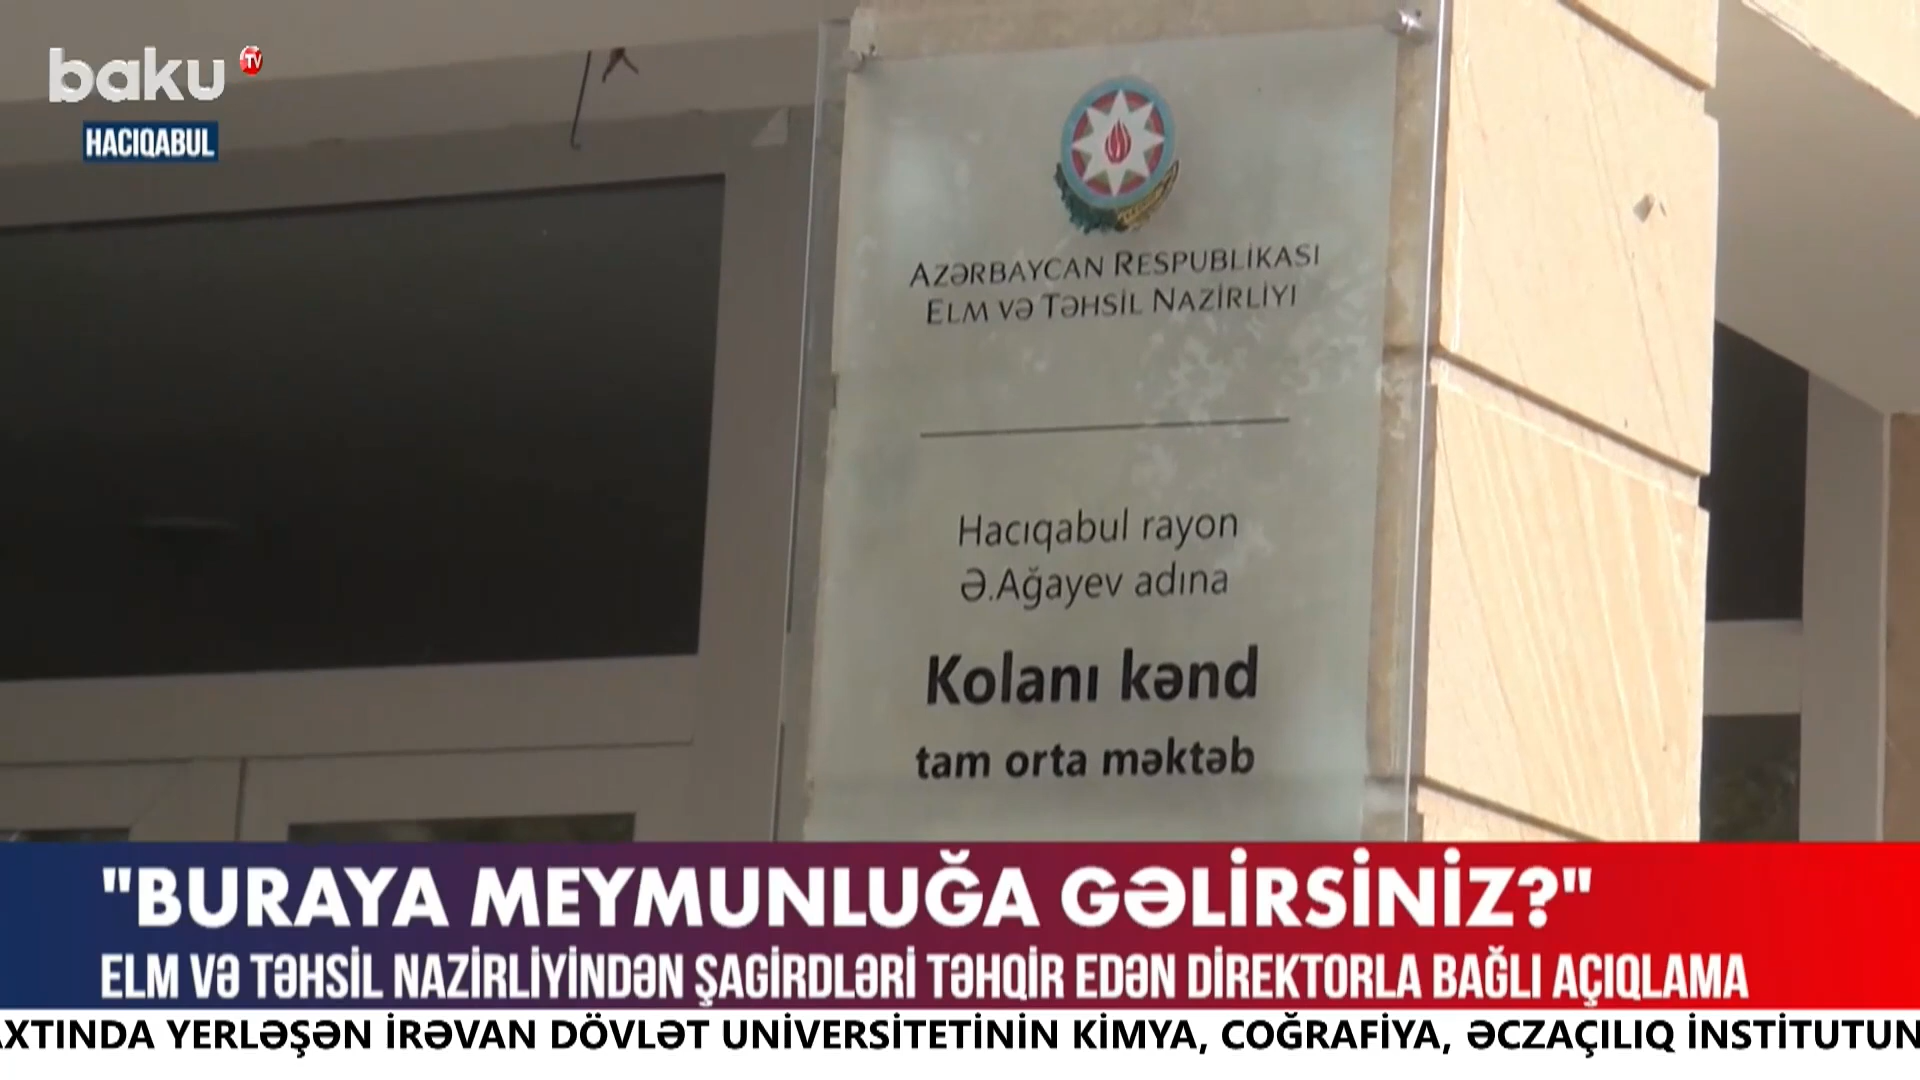 baku TV
HACIQABUL
AZƏRBAYCAN RESPUBLİKASI
ELM VƏ TƏHSİL NAZİRLİYI
Hacıqabul rayon
Ə.Ağayev adına
Kolanı kənd
tam orta məktəb
"BURAYA MEYMUNLUĞA GƏLİRSİNİZ?"
ELM VƏ TƏHSİL NAZİRLİYİNDƏN ŞAGİRDLƏRİ TƏHQİR EDƏN DİREKTORLA BAĞLI AÇIQLAMA
AXTINDA YERLƏŞƏN İRƏVAN DÖVLƏT UNİVERSİTETİNİN KİMYA, COĞRAFİYA, ƏCZAÇILIQ İNSTİTUTUN